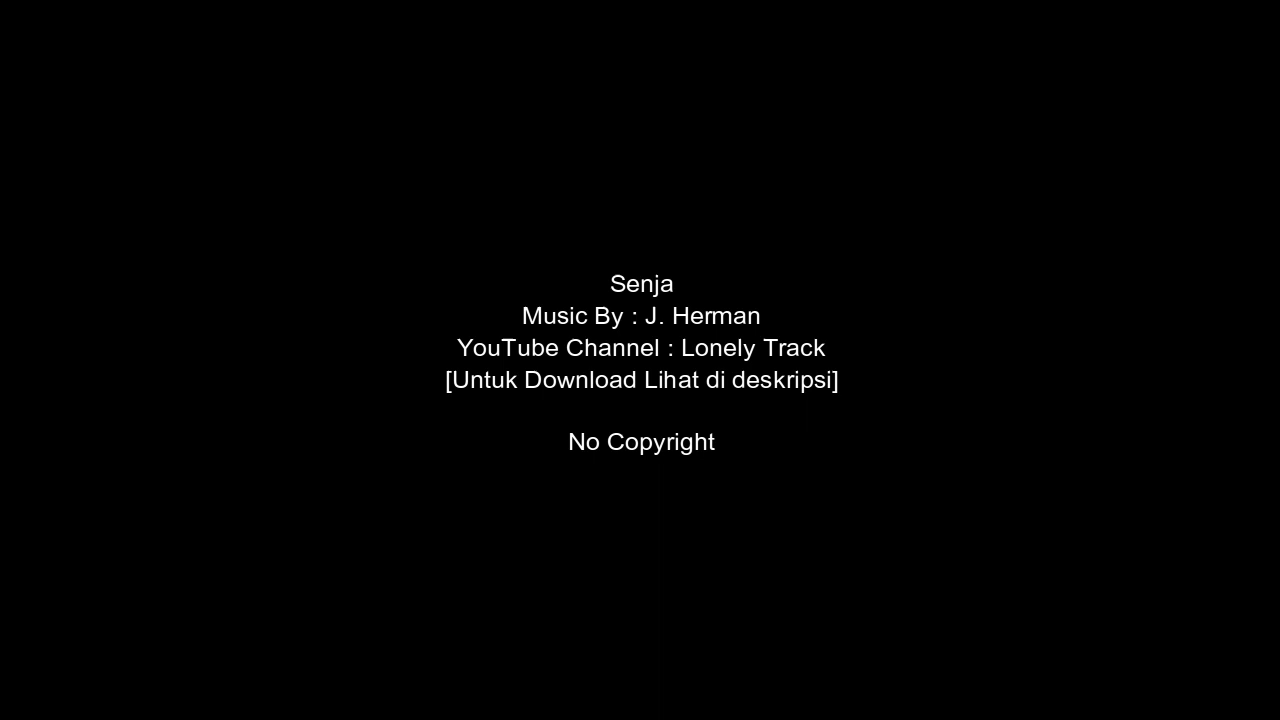 Senja
Music By : J. Herman
YouTube Channel : Lonely Track
[Untuk Download Lihat di deskripsi]
No Copyright